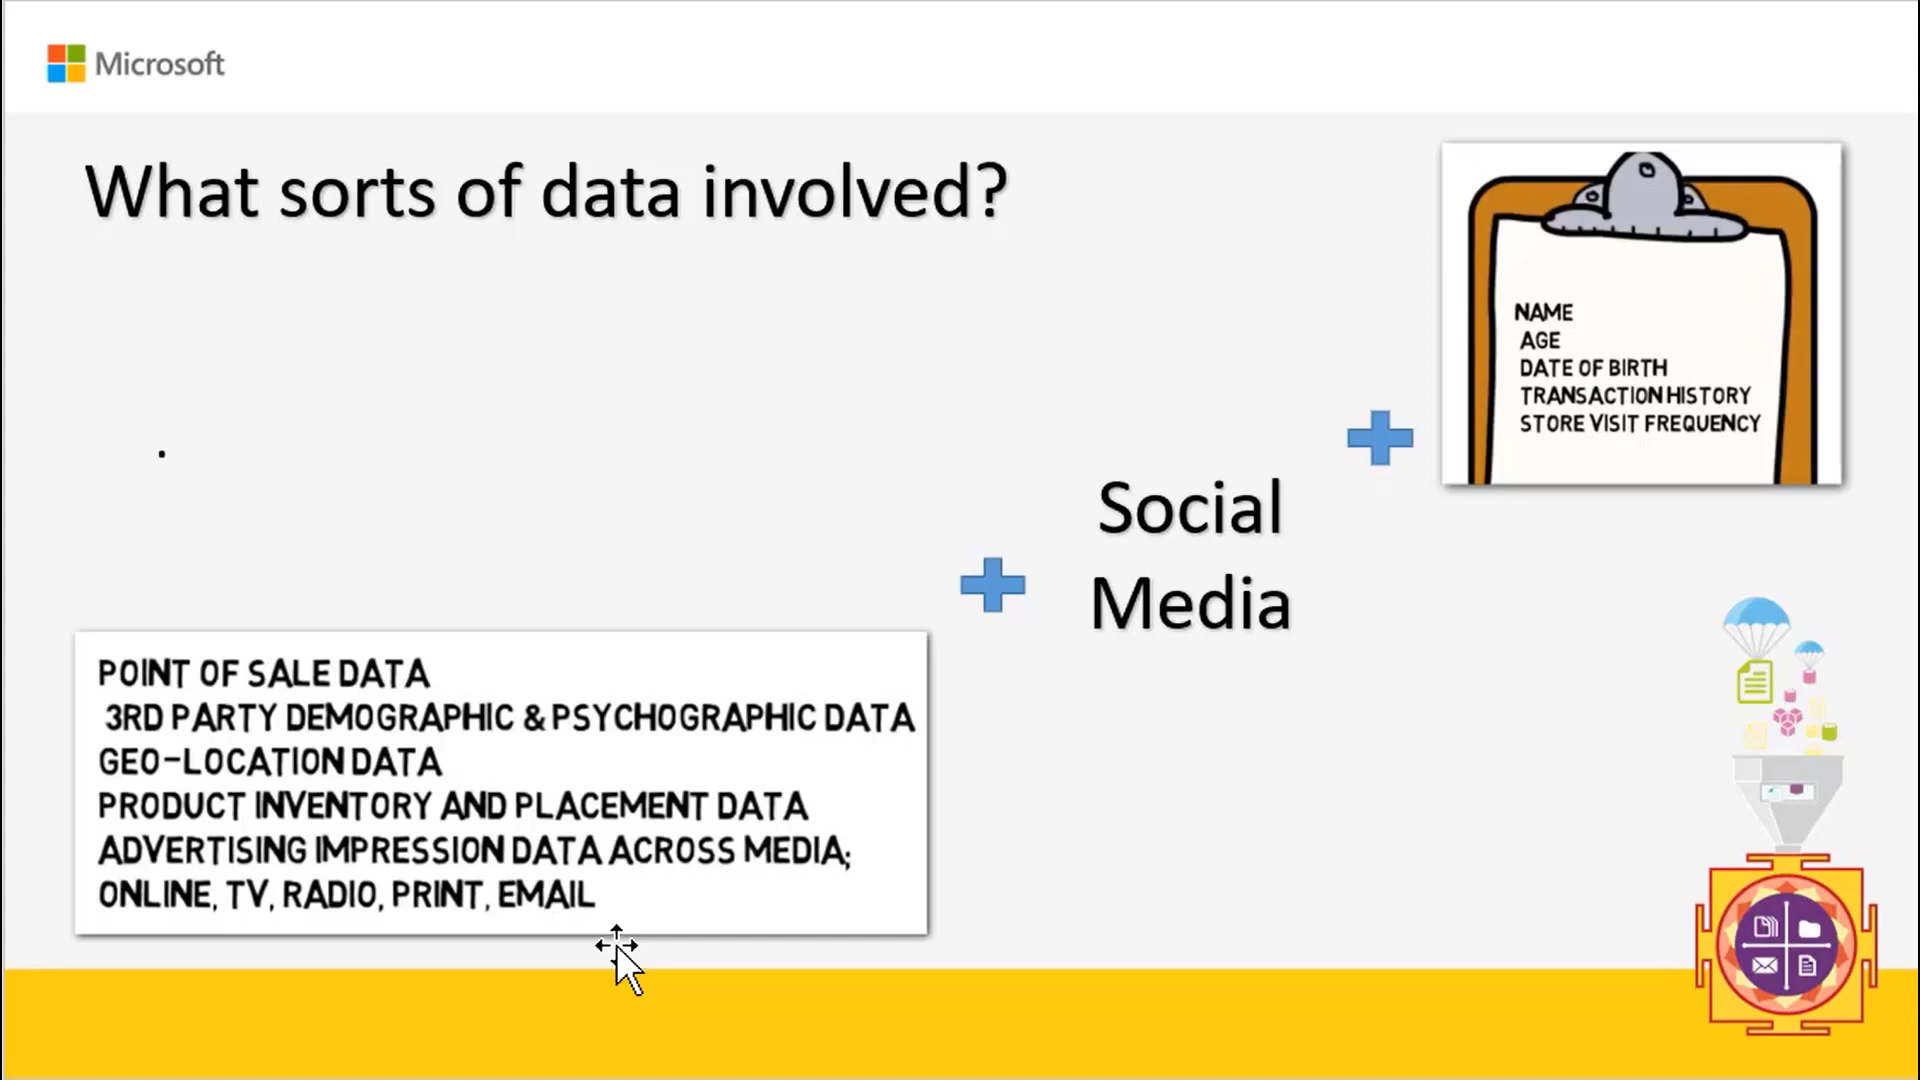 Microsoft
What sorts of data involved?
NAME
AGE
DATE OF BIRTH
TRANSACTION HISTORY
STORE VISIT FREQUENCY
.
Social
Media
POINT OF SALE DATA
3RD PARTY DEMOGRAPHIC & PSYCHOGRAPHIC DATA
GEO-LOCATION DATA
PRODUCT INVENTORY AND PLACEMENT DATA
ADVERTISING IMPRESSION DATA ACROSS MEDIA;
ONLINE, TV, RADIO, PRINT, EMAIL